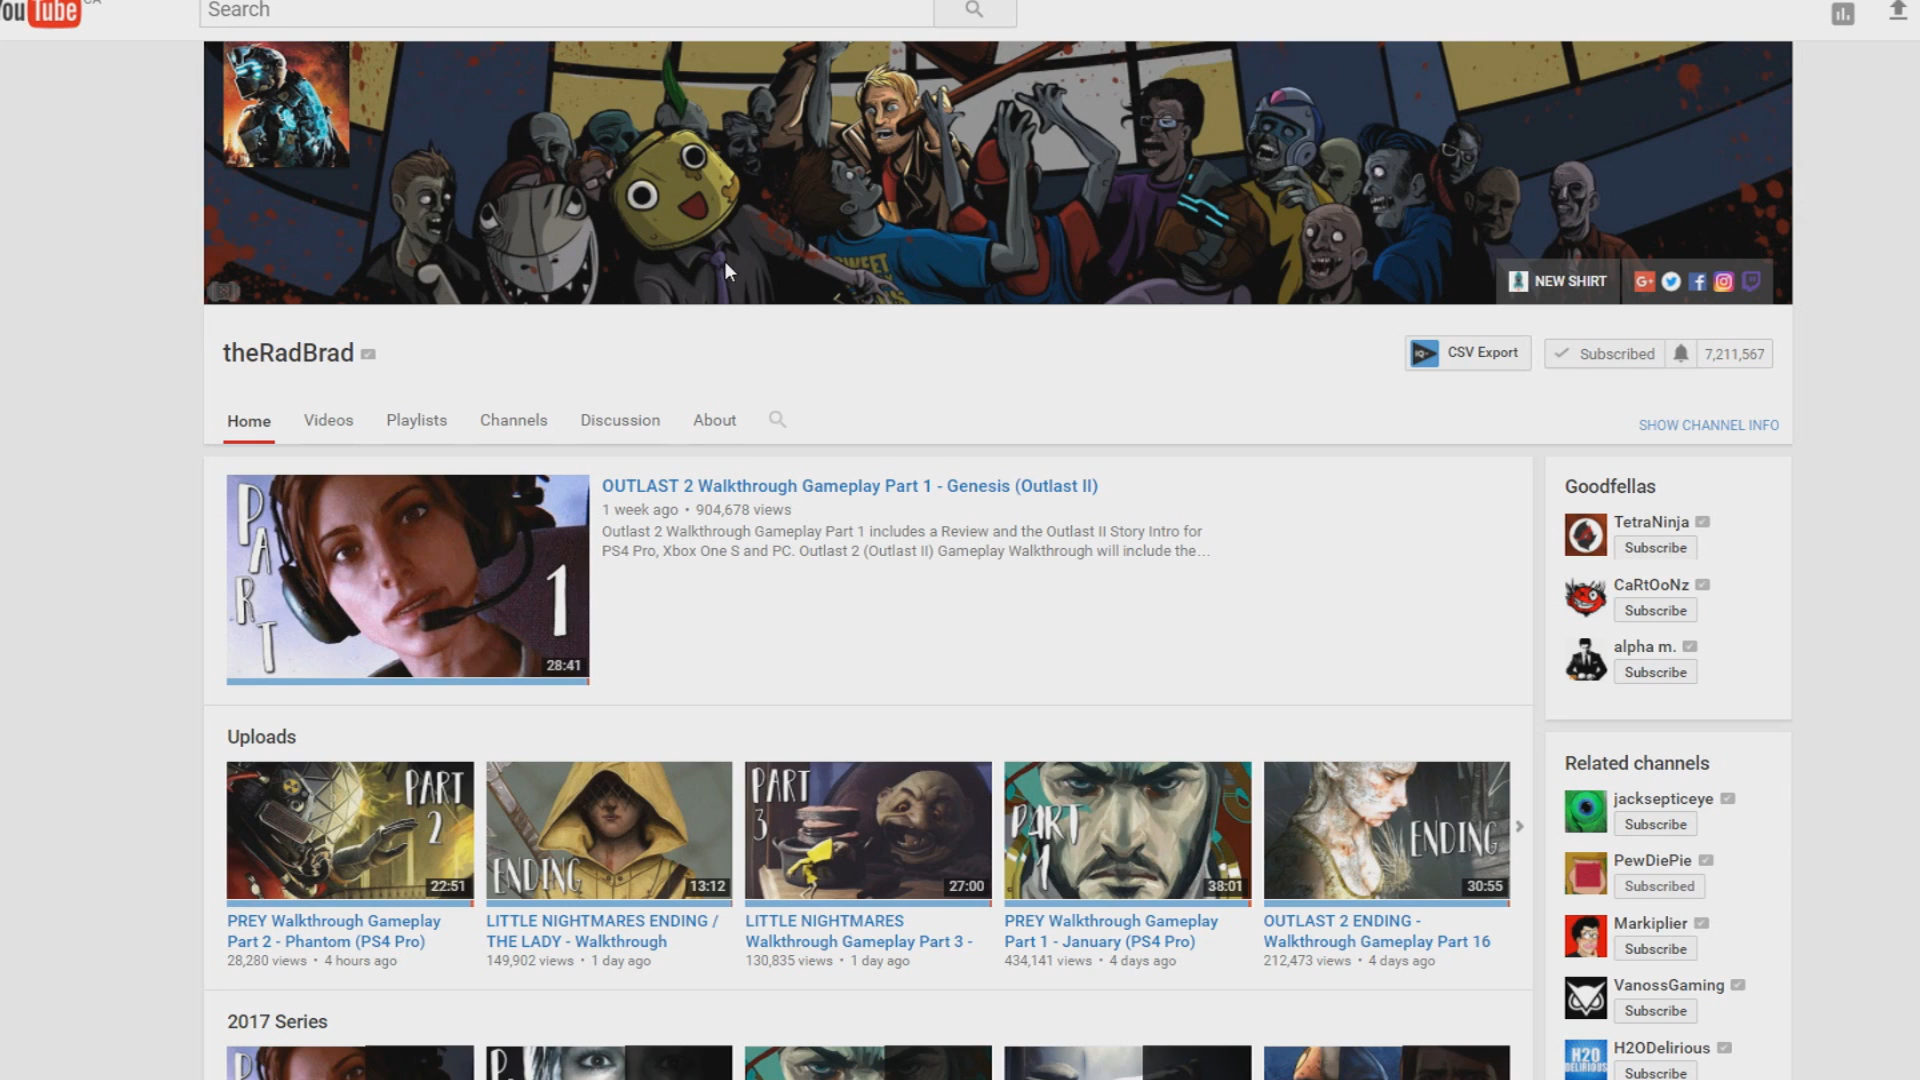 YouTube CA
Search
SWEET
NEW SHIRT
theRadBrad
CSV Export
Subscribed
7,211,567
Home
Videos
Playlists
Channels
Discussion
About
SHOW CHANNEL INFO
PART
1
28:41
OUTLAST 2 Walkthrough Gameplay Part 1 - Genesis (Outlast II)
1 week ago • 904,678 views
Outlast 2 Walkthrough Gameplay Part 1 includes a Review and the Outlast II Story Intro for
PS4 Pro, Xbox One S and PC. Outlast 2 (Outlast II) Gameplay Walkthrough will include the...
Uploads
PART
2
22:51
PREY Walkthrough Gameplay
Part 2 - Phantom (PS4 Pro)
28,280 views • 4 hours ago
ENDING
13:12
LITTLE NIGHTMARES ENDING /
THE LADY - Walkthrough
149,902 views • 1 day ago
PART
3
27:00
LITTLE NIGHTMARES
Walkthrough Gameplay Part 3 -
130,835 views • 1 day ago
PART
1
38:01
PREY Walkthrough Gameplay
Part 1 - January (PS4 Pro)
434,141 views • 4 days ago
ENDING
30:55
OUTLAST 2 ENDING -
Walkthrough Gameplay Part 16
212,473 views • 4 days ago
2017 Series
Goodfellas
TetraNinja
Subscribe
CaRtOoNz
Subscribe
alpha m.
Subscribe
Related channels
jacksepticeye
Subscribe
PewDiePie
Subscribed
Markiplier
Subscribe
VanossGaming
Subscribe
H2O
DELIRIOUS
H2ODelirious
Subscribe